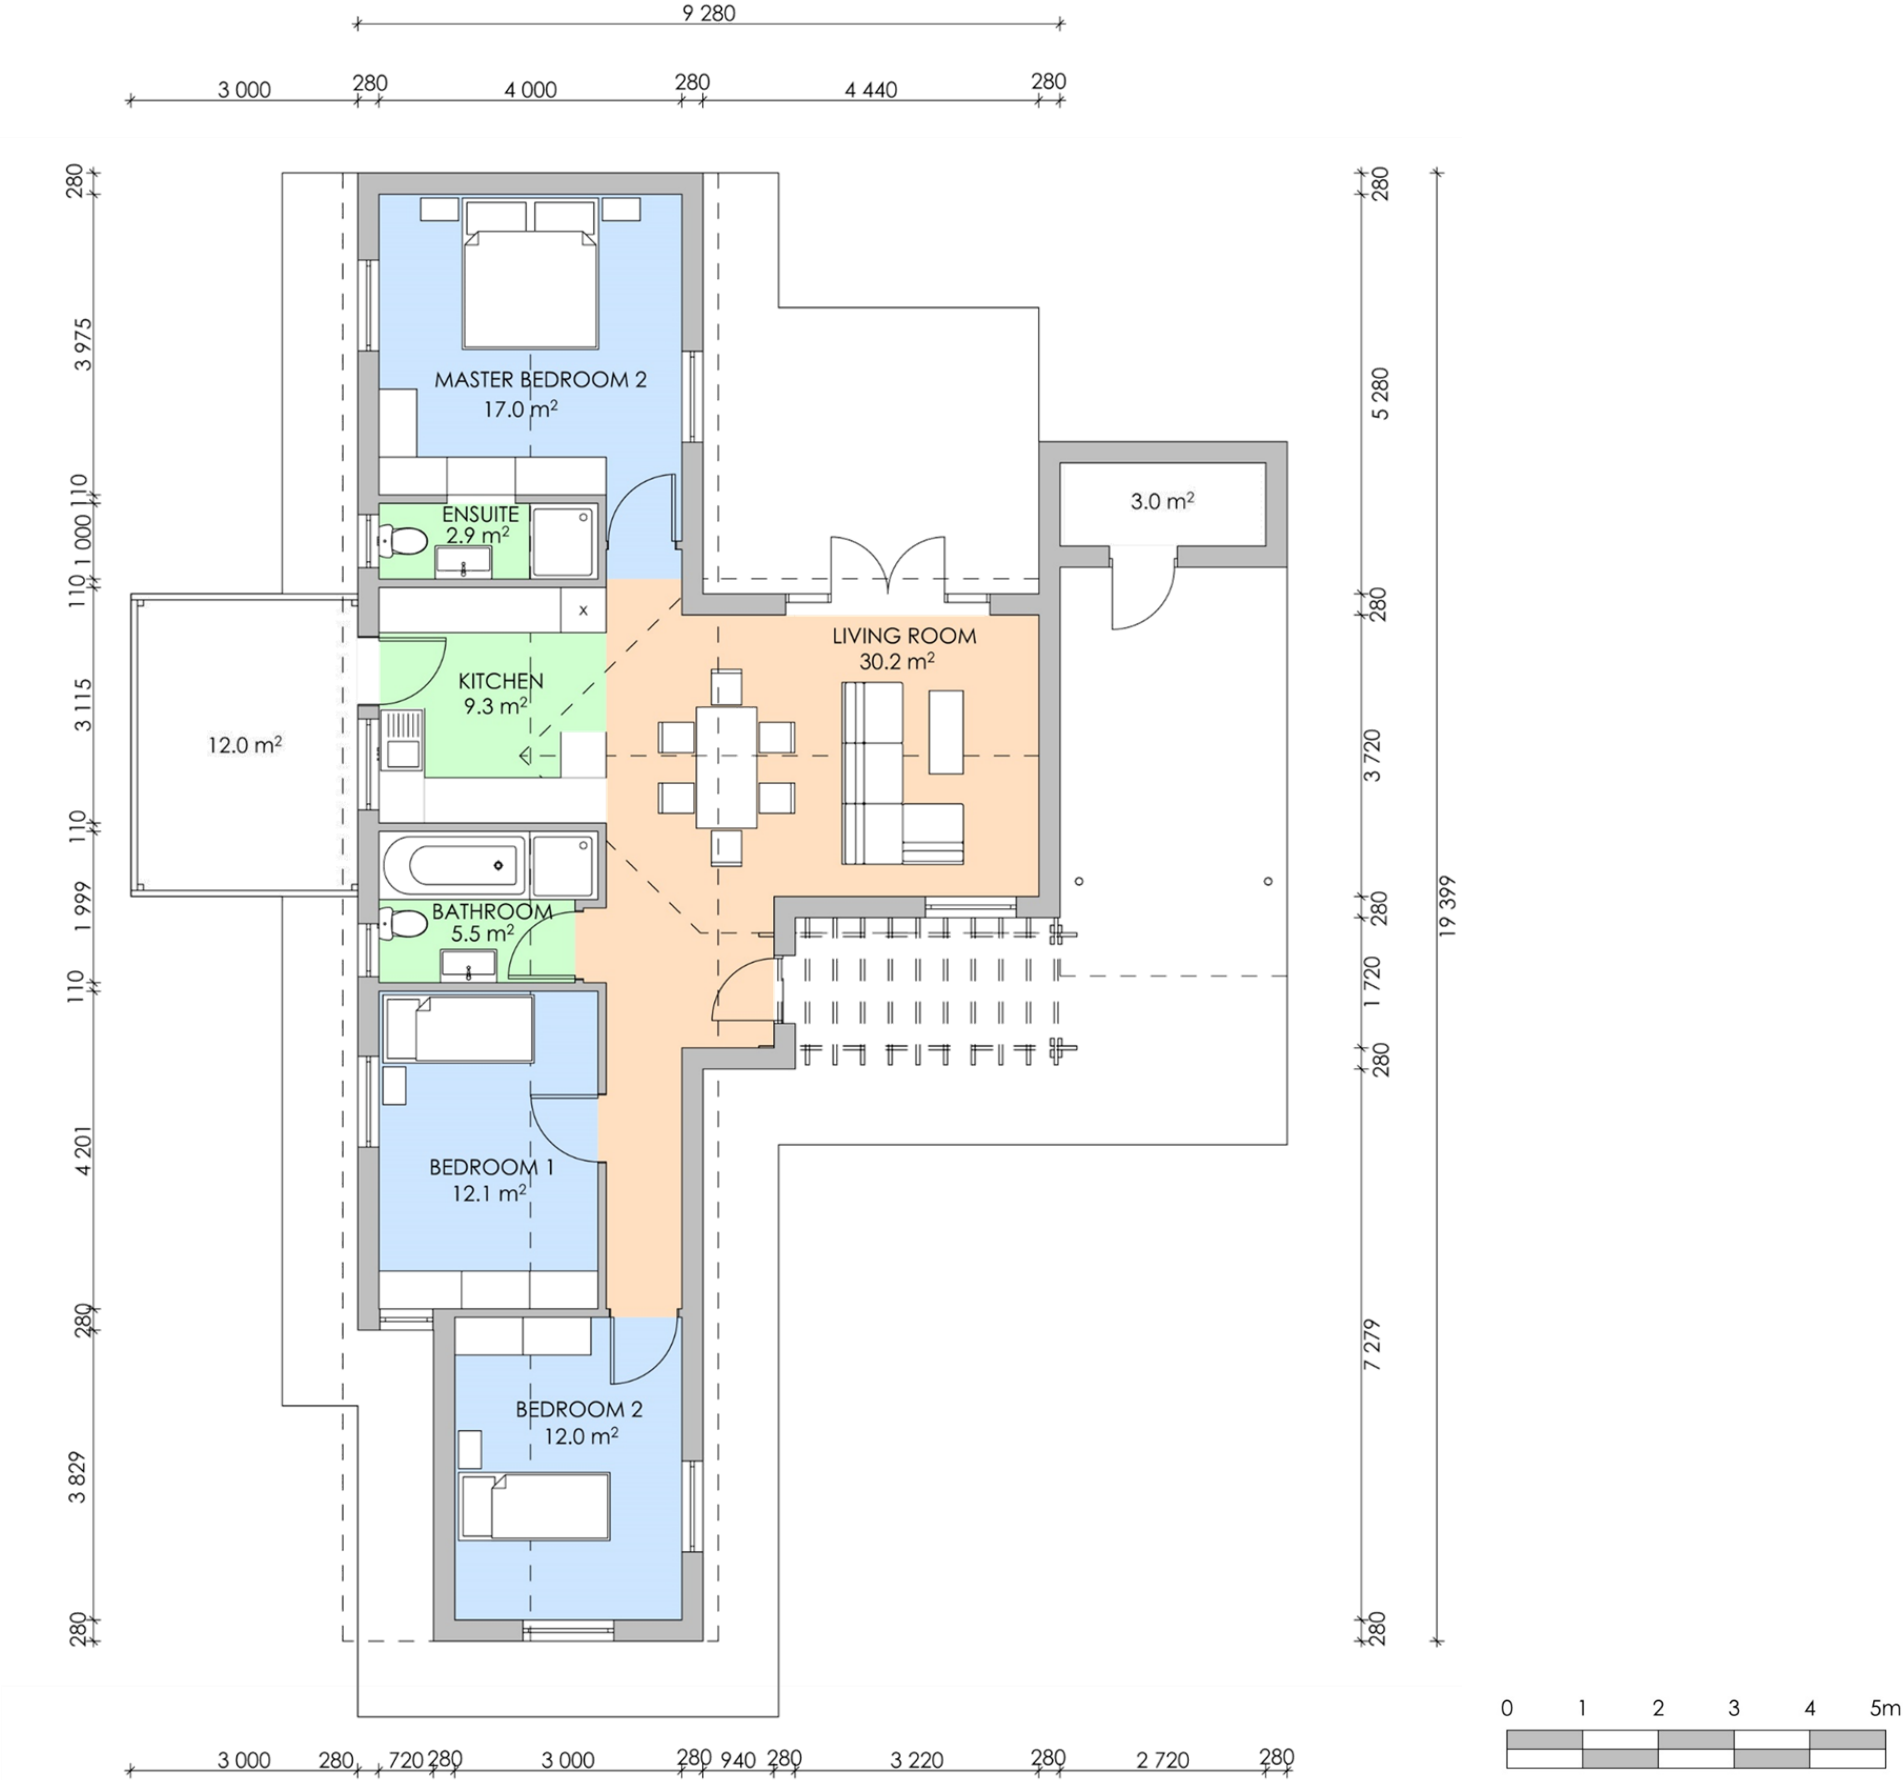 9 280
3 000
280
4 000
280
4 440
280
280
3 975
110
1 000
110
3 115
110
1 999
110
4 201
280
3 829
280
MASTER BEDROOM 2
17.0 m²
ENSUITE
2.9 m²
X
KITCHEN
9.3 m²
LIVING ROOM
30.2 m²
3.0 m²
12.0 m²
BATHROOM
5.5 m²
BEDROOM 1
12.1 m²
BEDROOM 2
12.0 m²
280
5 280
280
3 720
280
1 720
280
7 279
280
19 399
0 1 2 3 4 5m
3 000
280
720
280
3 000
280
940
280
3 220
280
2 720
280